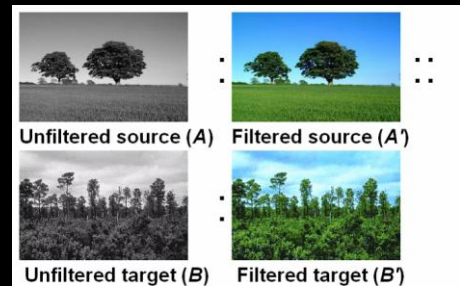 Unfiltered source (A) : Filtered source (A') ::
Unfiltered target (B) : Filtered target (B')